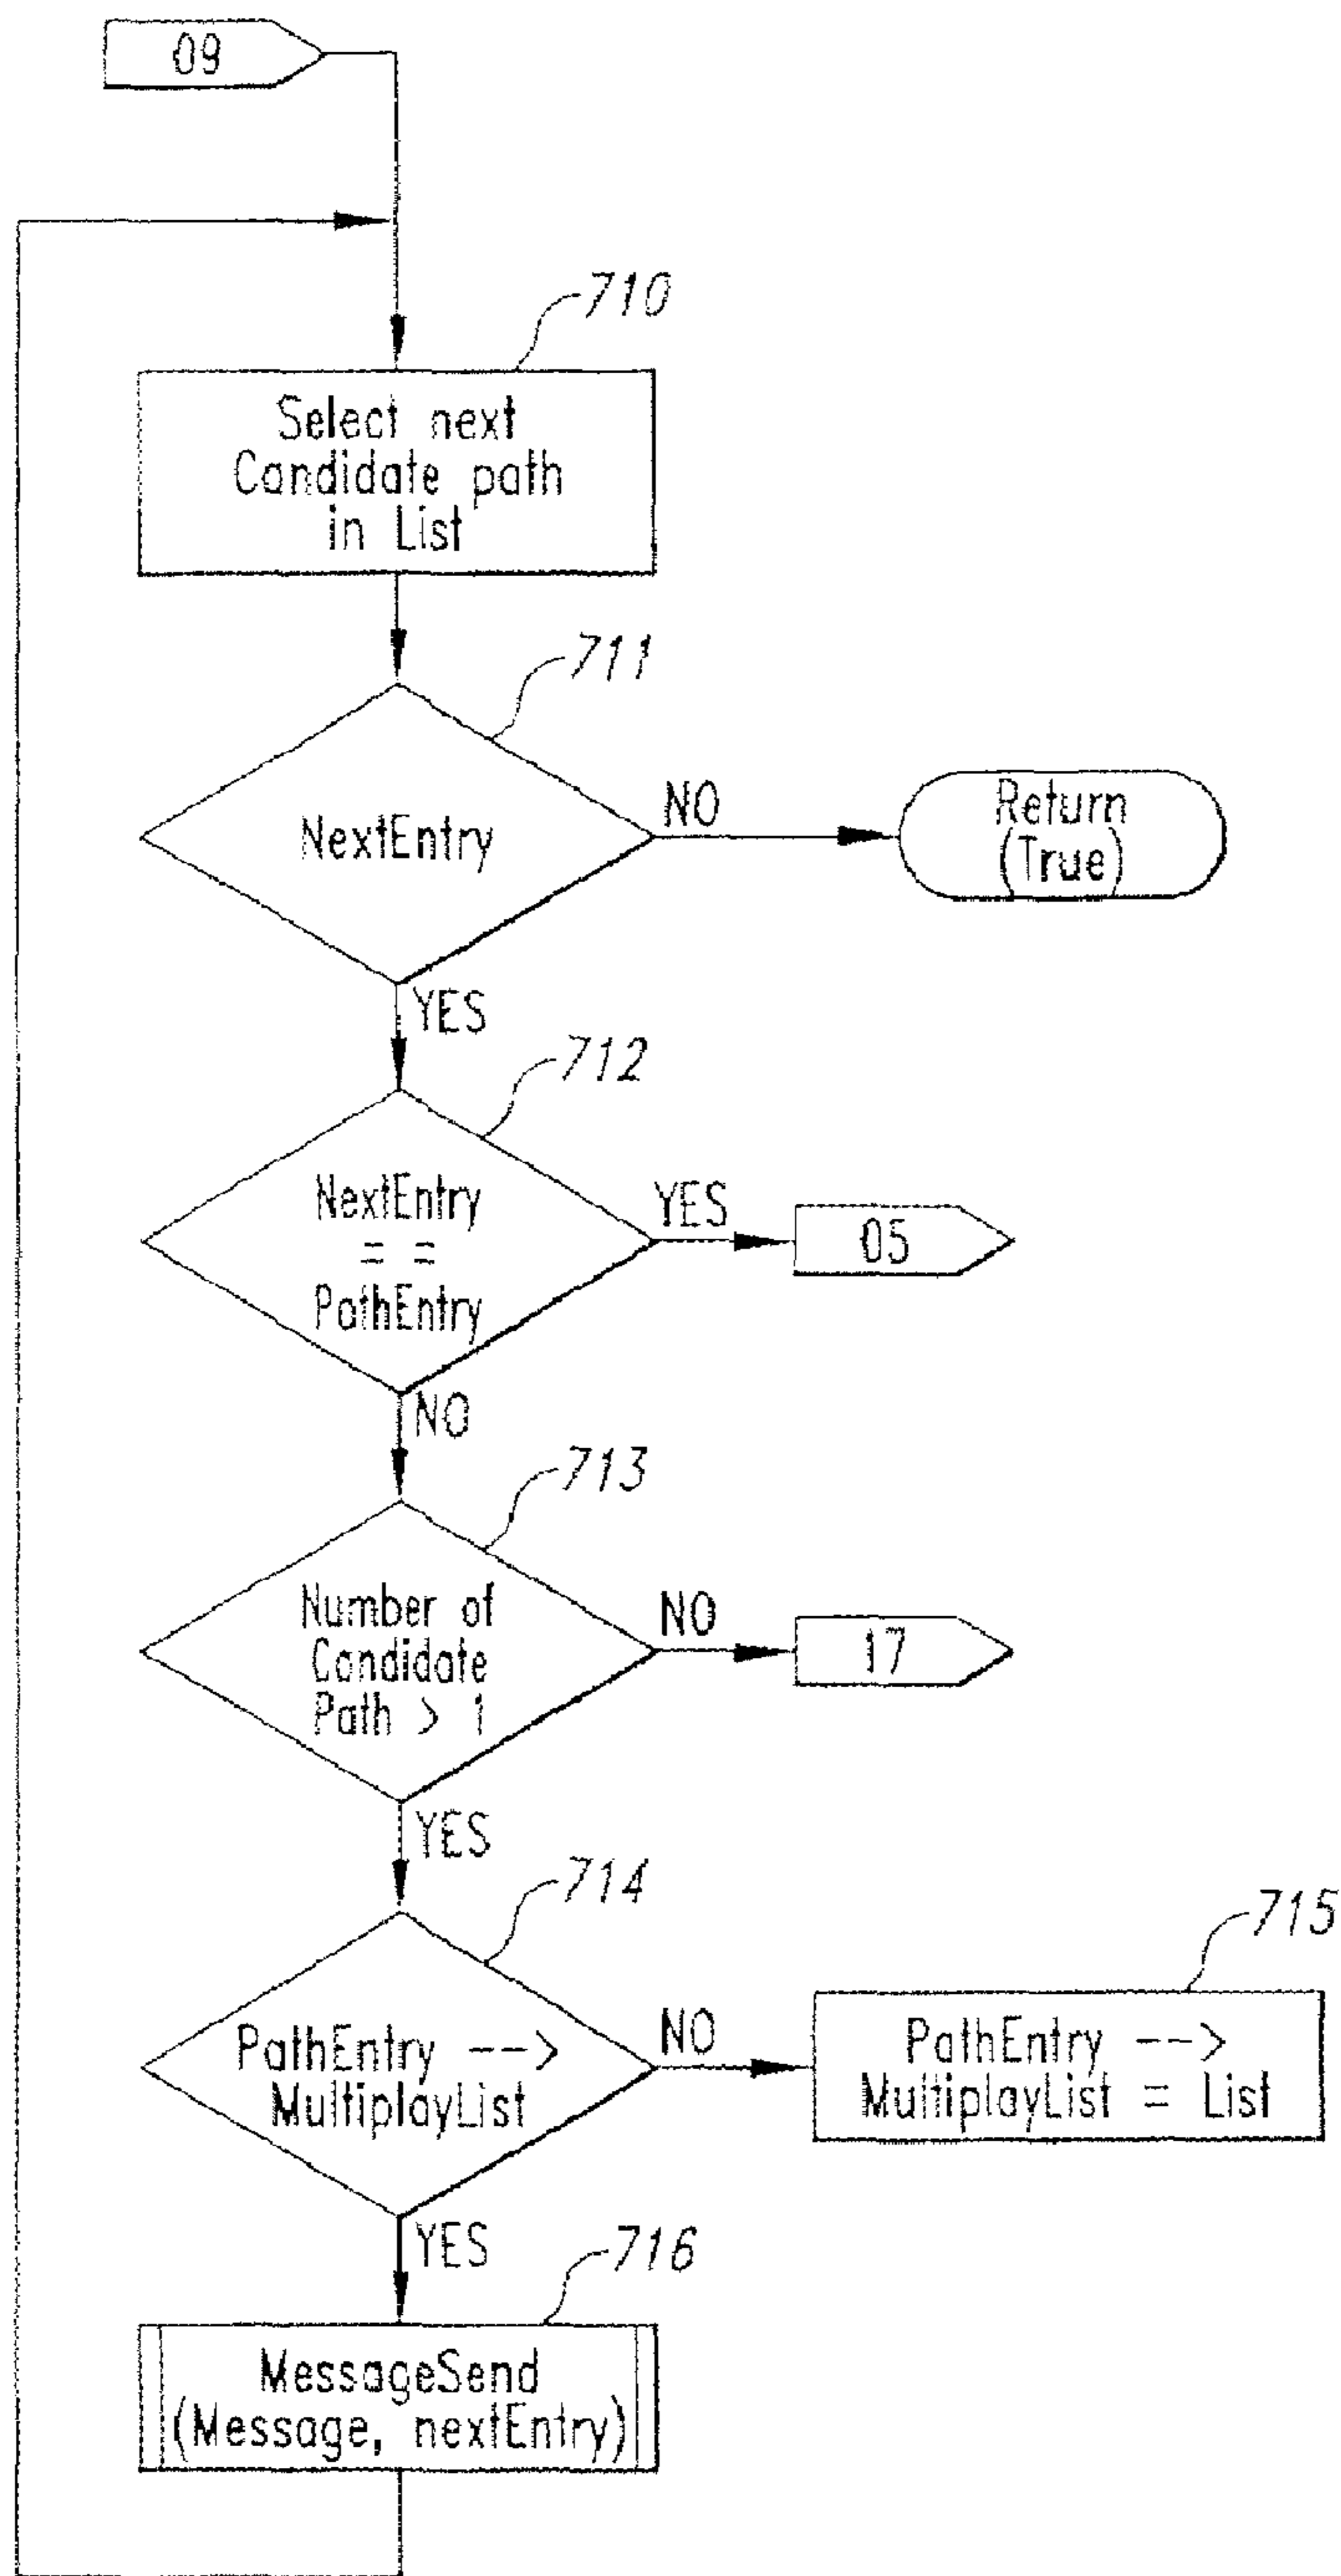 09
710
Select next
Candidate path
in List
711
NextEntry
NO
Return
(True)
YES
712
NextEntry
= =
PathEntry
YES
05
NO
713
Number of
Candidate
Path > 1
NO
17
YES
714
PathEntry -->
MultiplayList
NO
715
PathEntry -->
MultiplayList = List
YES
716
MessageSend
(Message, nextEntry)